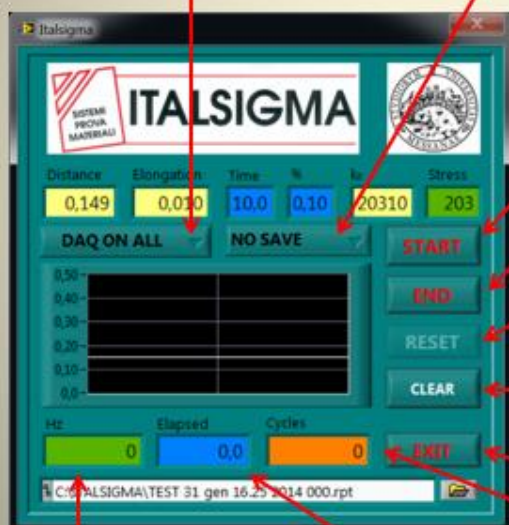 Italsigma
SISTEMI
PROVA
MATERIALI
ITALSIGMA
Distance Elongation Time % Stress
0,149 0,010 10,0 0,10 20310 203
DAQ ON ALL NO SAVE START
0,50
0,40
0,30
0,20
0,10
0,0
END
RESET
CLEAR
Hz Elapsed Cycles
0 0,0 0 EXIT
TEST 31 gen 16.25 2014 000.rpt